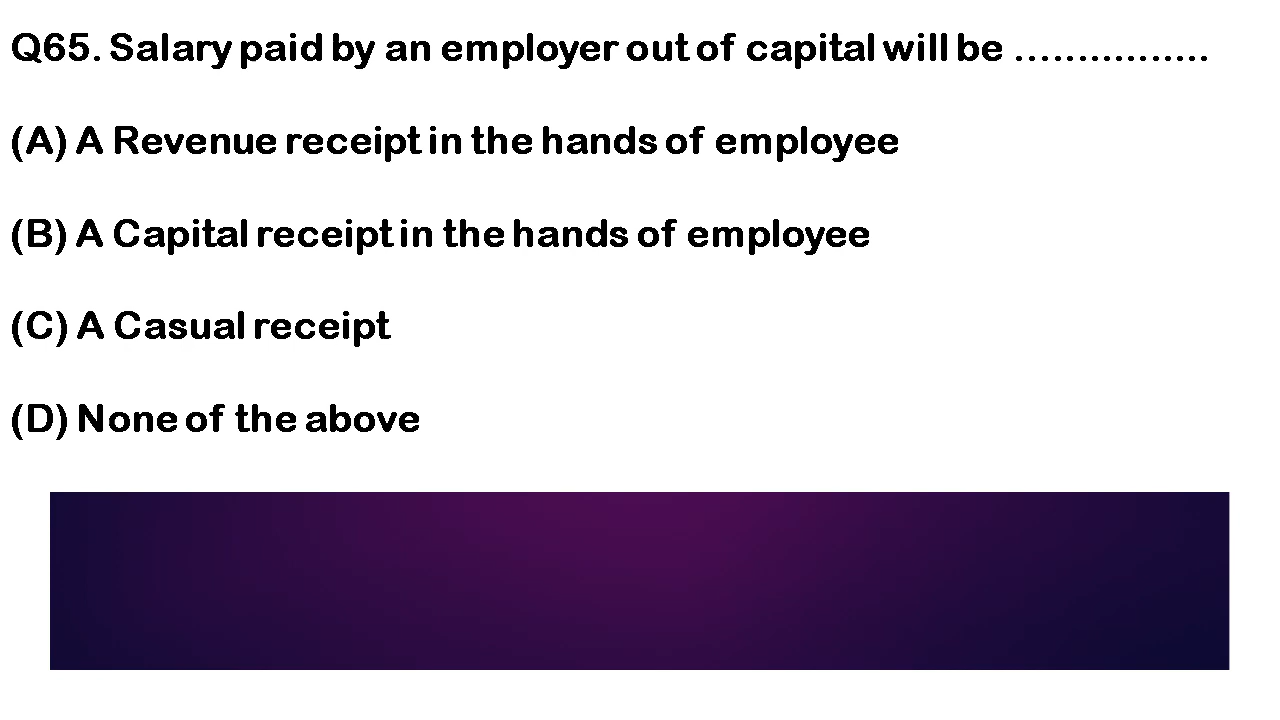 Q65. Salary paid by an employer out of capital will be ................
(A) A Revenue receipt in the hands of employee
(B) A Capital receipt in the hands of employee
(C) A Casual receipt
(D) None of the above